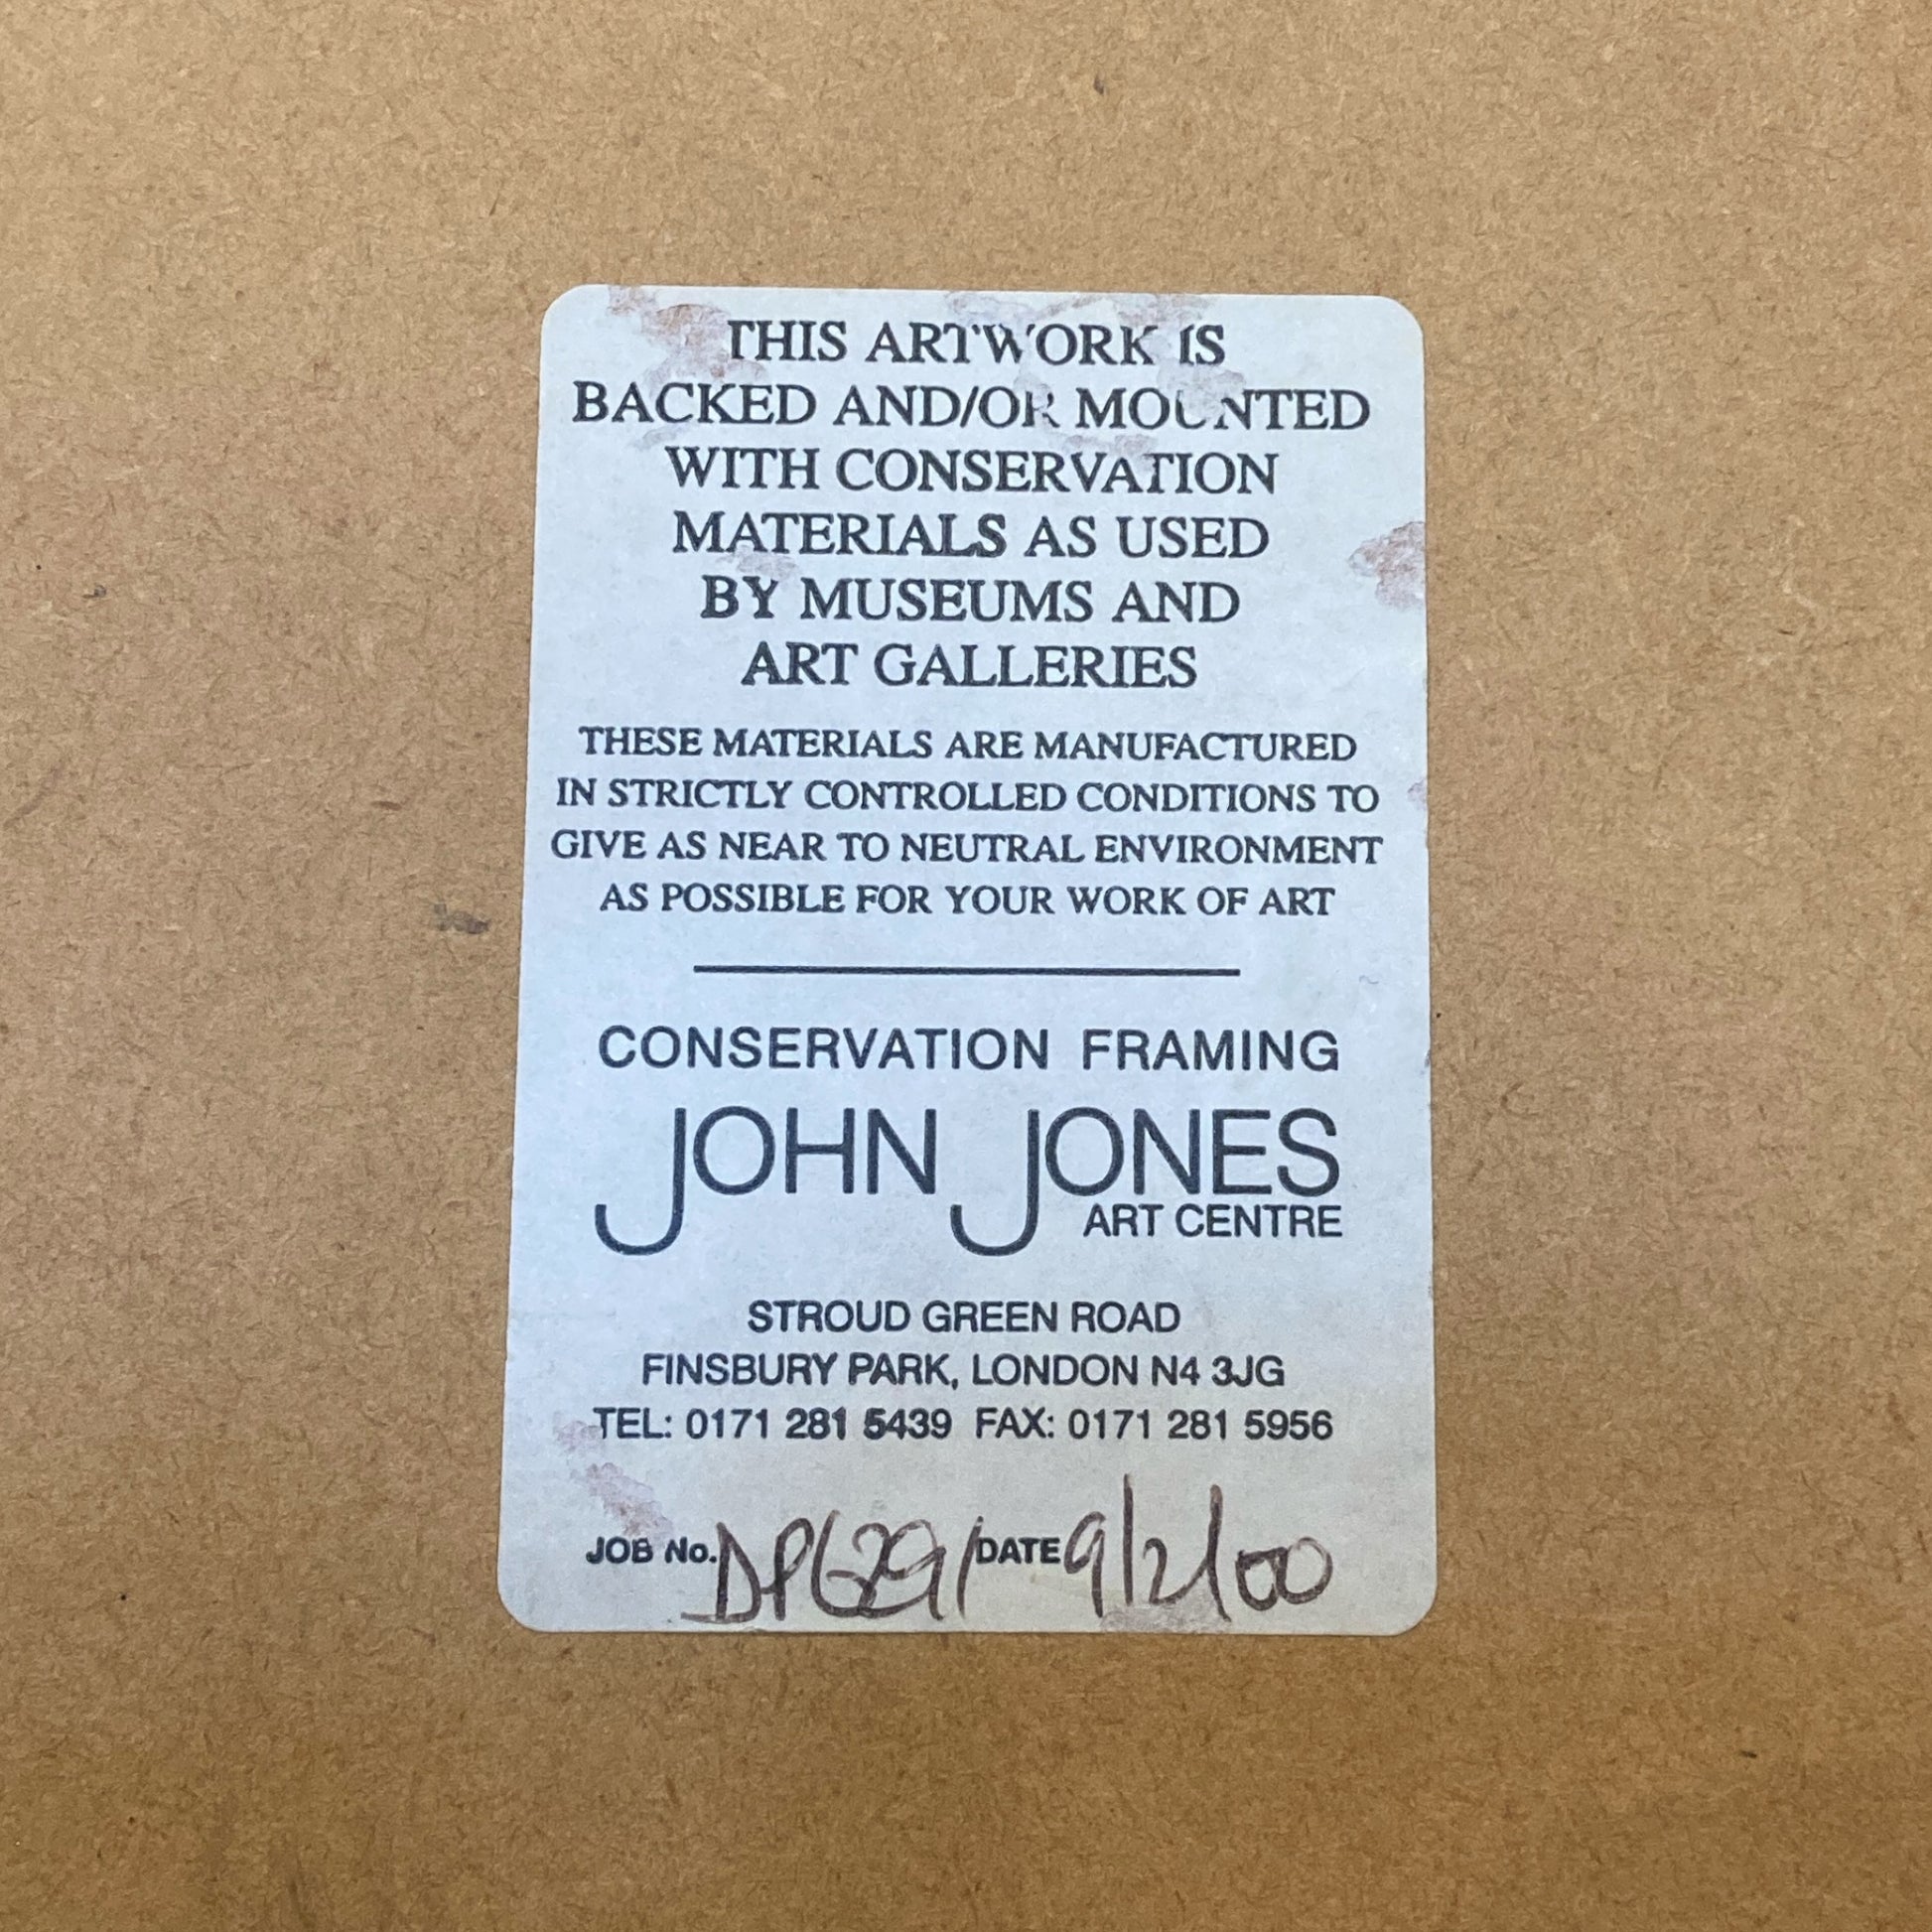 THIS ARTWORK IS
BACKED AND/OR MOUNTED
WITH CONSERVATION
MATERIALS AS USED
BY MUSEUMS AND
ART GALLERIES
THESE MATERIALS ARE MANUFACTURED
IN STRICTLY CONTROLLED CONDITIONS TO
GIVE AS NEAR TO NEUTRAL ENVIRONMENT
AS POSSIBLE FOR YOUR WORK OF ART
CONSERVATION FRAMING
JOHN JONES
ART CENTRE
STROUD GREEN ROAD
FINSBURY PARK, LONDON N4 3JG
TEL: 0171 281 5439 FAX: 0171 281 5956
JOB No. DATE 9/2/00